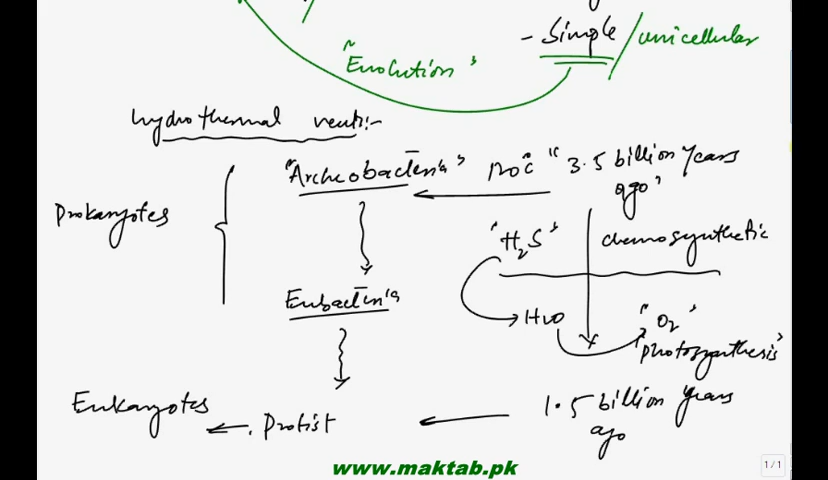 - Simple / unicellular
"Evolution"
hydrothermal vents:-
"Archeobacteria" 120°C "3.5 billion years
ago"
Prokaryotes
"H2S" chemosynthetic
Eubacteria
H2O "O2"
"photosynthesis"
Eukaryotes Protist 1.5 billion years
ago
www.maktab.pk
1/1